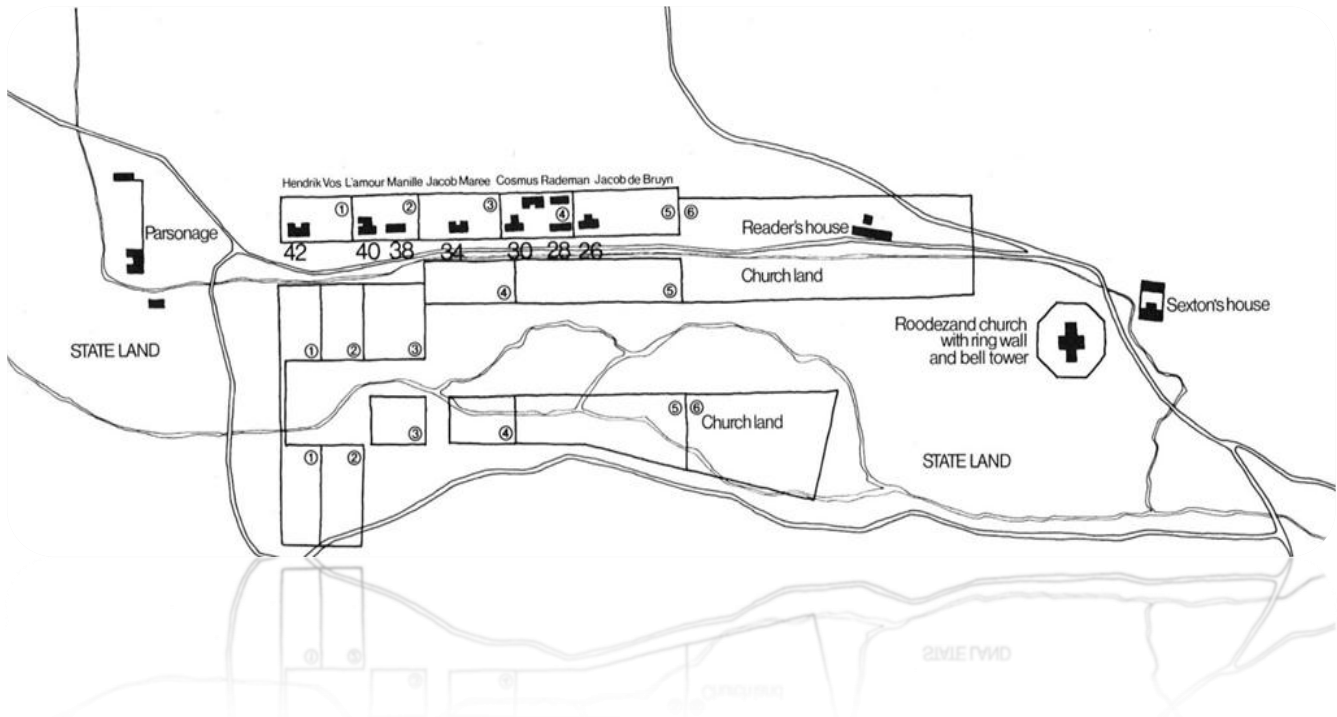 Hendrik Vos L'amour Manille Jacob Maree Cosmus Rademan Jacob de Bruyn
① ② ③ ④ ⑤ ⑥
Parsonage
Reader's house
42 40 38 34 30 28 26
Church land
④ ⑤
Sexton's house
Roodezand church
with ring wall
and bell tower
STATE LAND
① ② ③
③ ④ ⑤ ⑥
Church land
① ②
STATE LAND